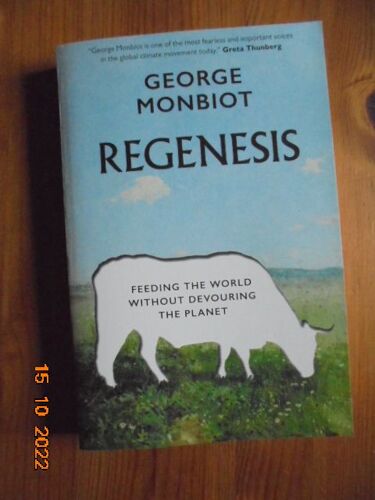 "George Monbiot is one of the most fearless and important voices
in the global climate movement today." Greta Thunberg
GEORGE
MONBIOT
REGENESIS
FEEDING THE WORLD
WITHOUT DEVOURING
THE PLANET
15 10 2022